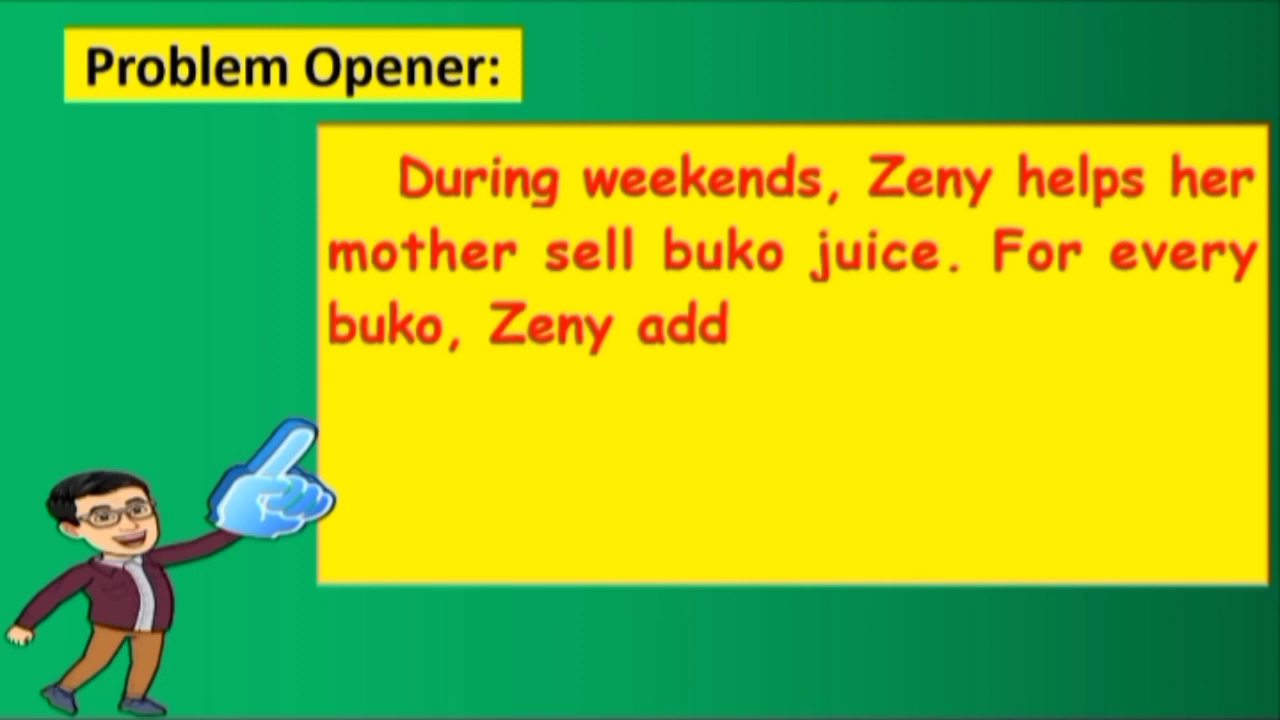 Problem Opener:
During weekends, Zeny helps her
mother sell buko juice. For every
buko, Zeny add